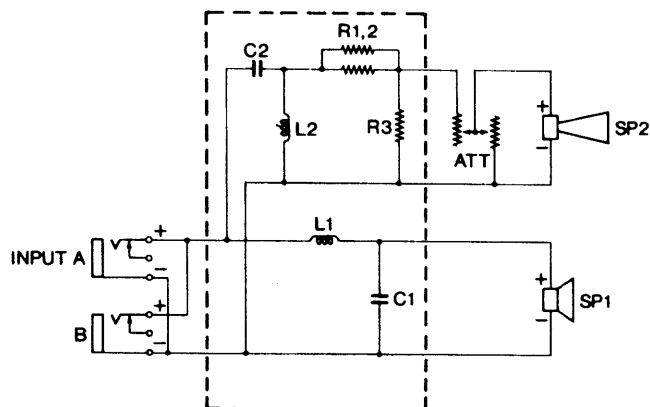 R1,2
C2
L2
R3
+
−
SP2
ATT
L1
INPUT A
+
−
C1
+
−
SP1
B
+
−